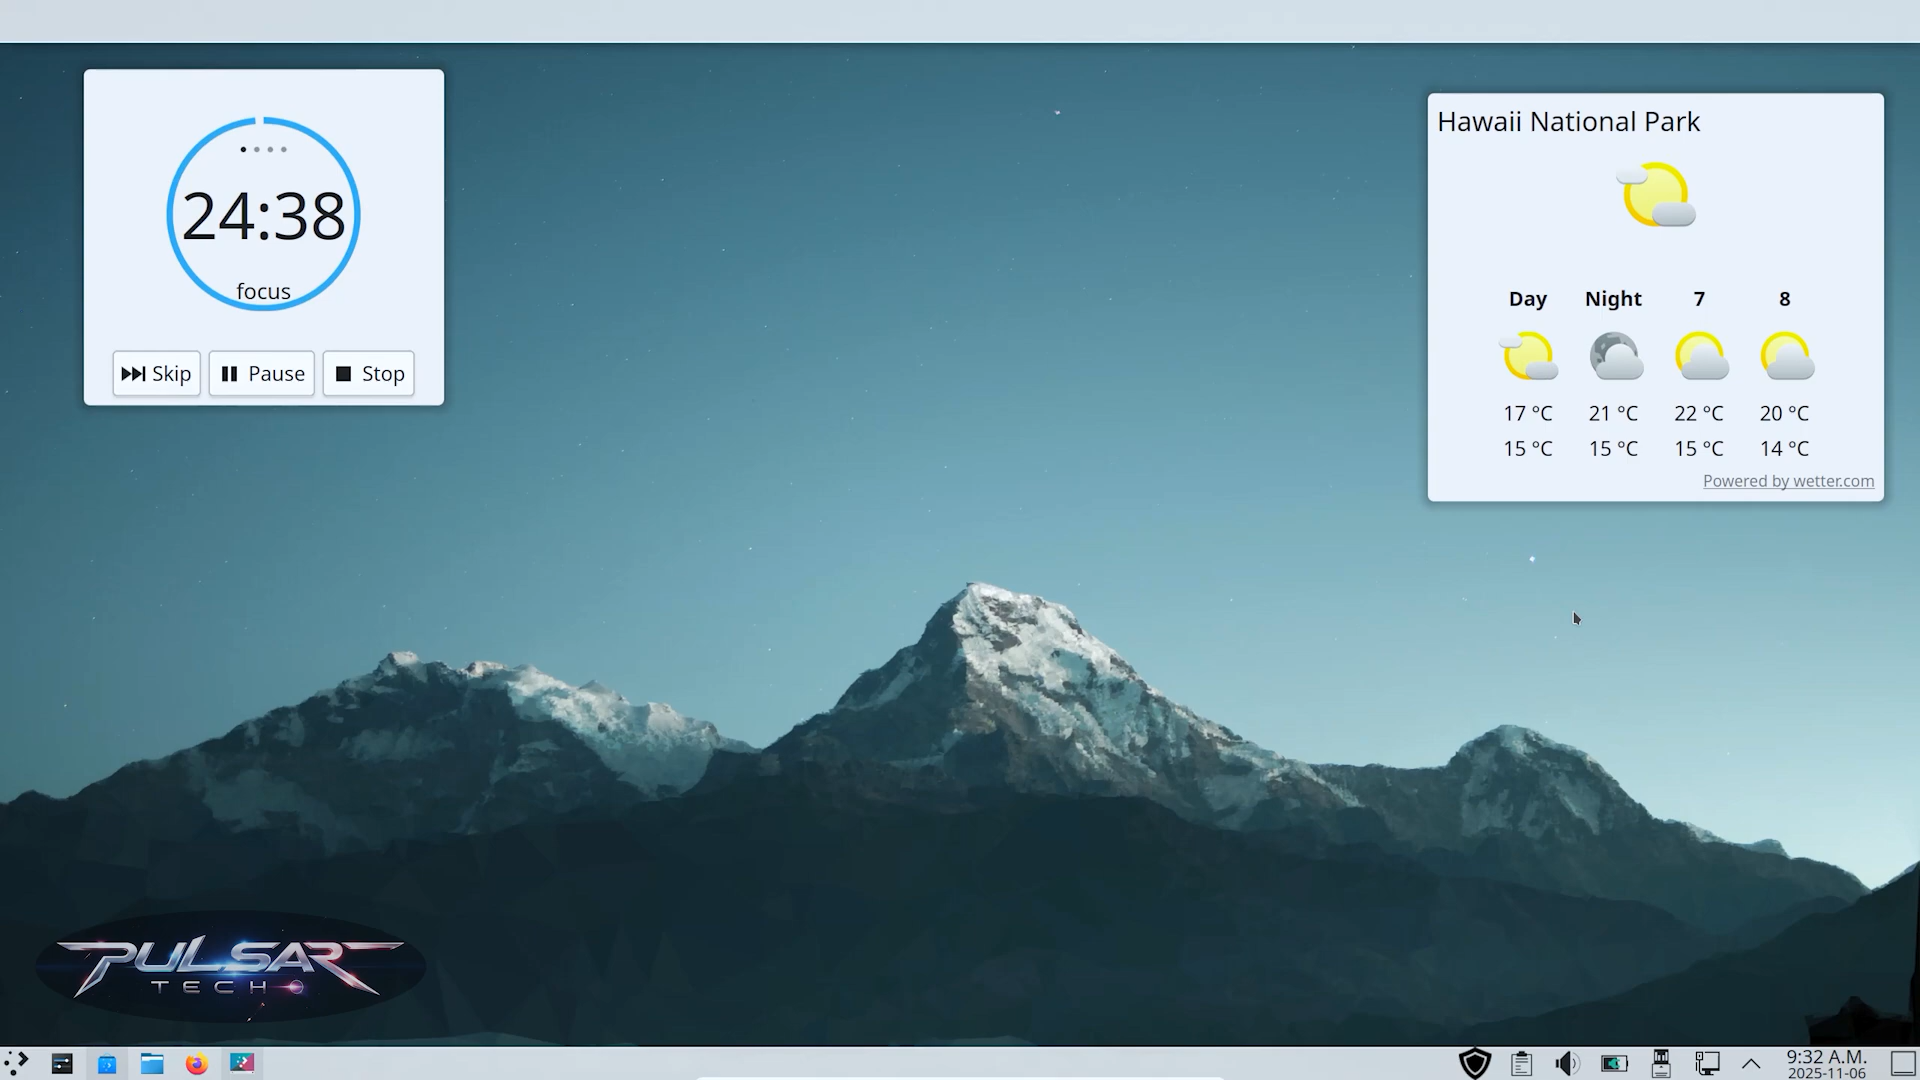 24:38
focus
Skip
Pause
Stop
Hawaii National Park
Day Night 7 8
17 °C 21 °C 22 °C 20 °C
15 °C 15 °C 15 °C 14 °C
Powered by wetter.com
PULSAR
TECH
9:32 A.M.
2025-11-06